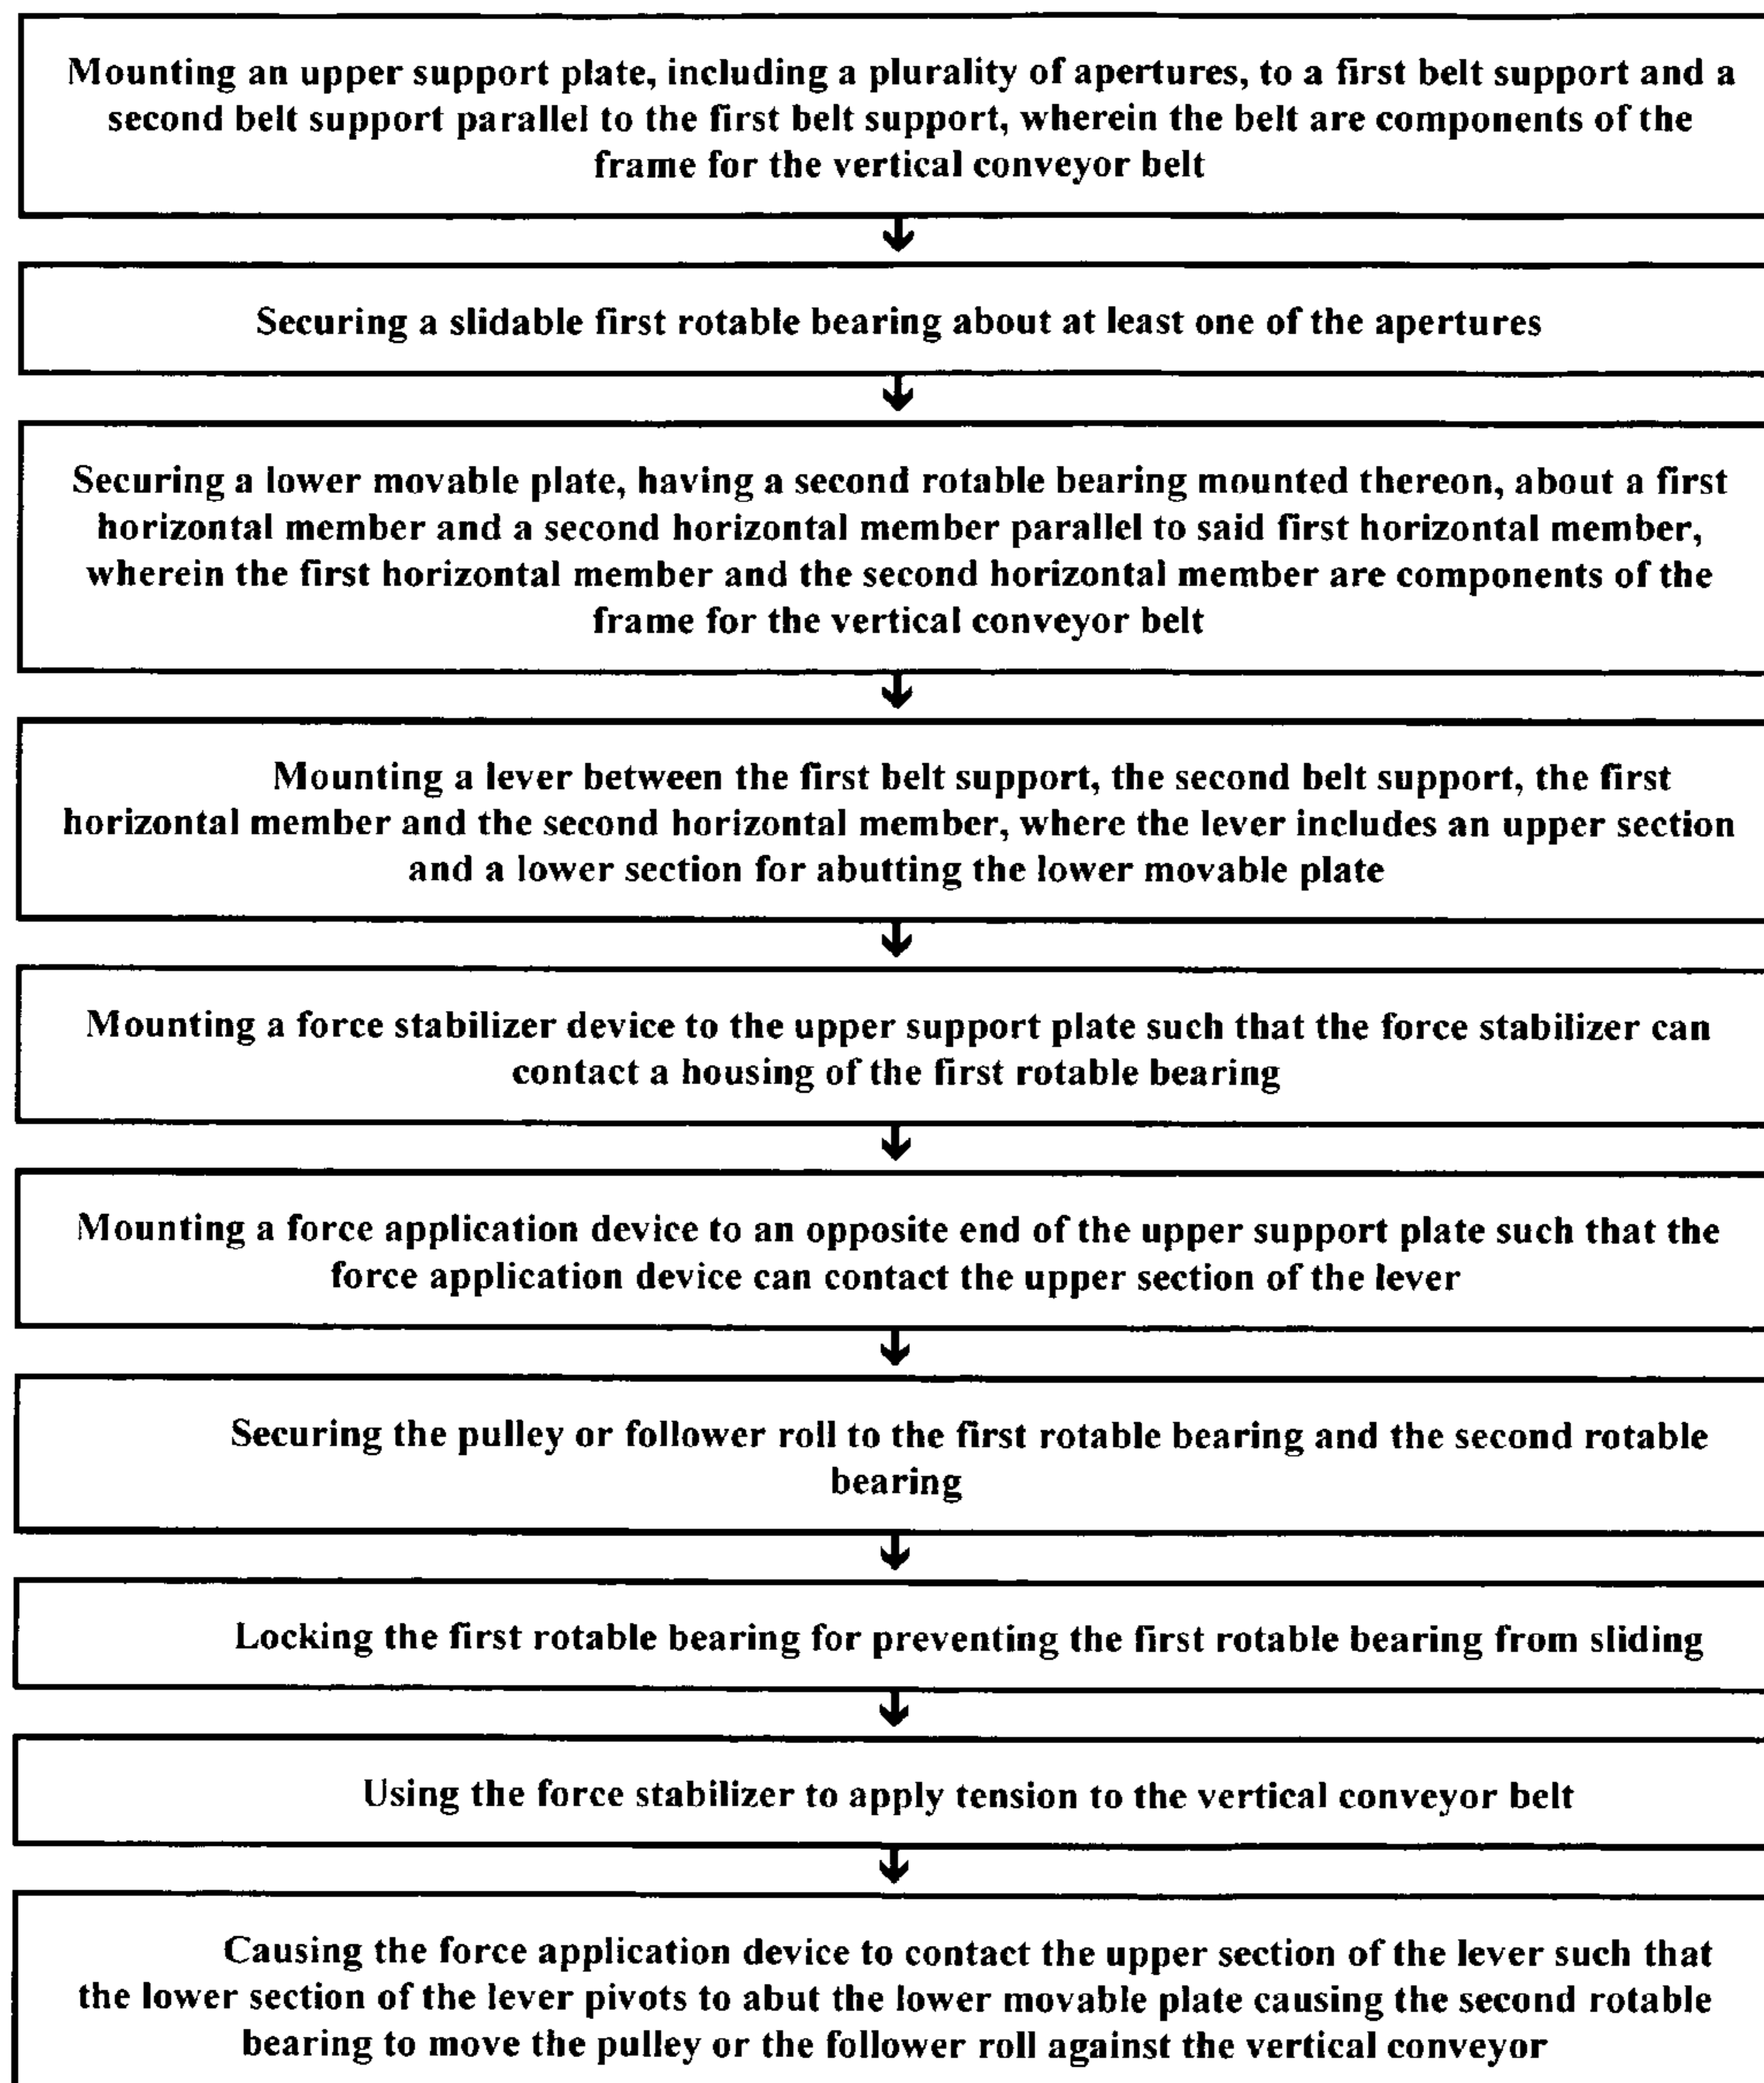 Mounting an upper support plate, including a plurality of apertures, to a first belt support and a
second belt support parallel to the first belt support, wherein the belt are components of the
frame for the vertical conveyor belt
Securing a slidable first rotable bearing about at least one of the apertures
Securing a lower movable plate, having a second rotable bearing mounted thereon, about a first
horizontal member and a second horizontal member parallel to said first horizontal member,
wherein the first horizontal member and the second horizontal member are components of the
frame for the vertical conveyor belt
Mounting a lever between the first belt support, the second belt support, the first
horizontal member and the second horizontal member, where the lever includes an upper section
and a lower section for abutting the lower movable plate
Mounting a force stabilizer device to the upper support plate such that the force stabilizer can
contact a housing of the first rotable bearing
Mounting a force application device to an opposite end of the upper support plate such that the
force application device can contact the upper section of the lever
Securing the pulley or follower roll to the first rotable bearing and the second rotable
bearing
Locking the first rotable bearing for preventing the first rotable bearing from sliding
Using the force stabilizer to apply tension to the vertical conveyor belt
Causing the force application device to contact the upper section of the lever such that
the lower section of the lever pivots to abut the lower movable plate causing the second rotable
bearing to move the pulley or the follower roll against the vertical conveyor